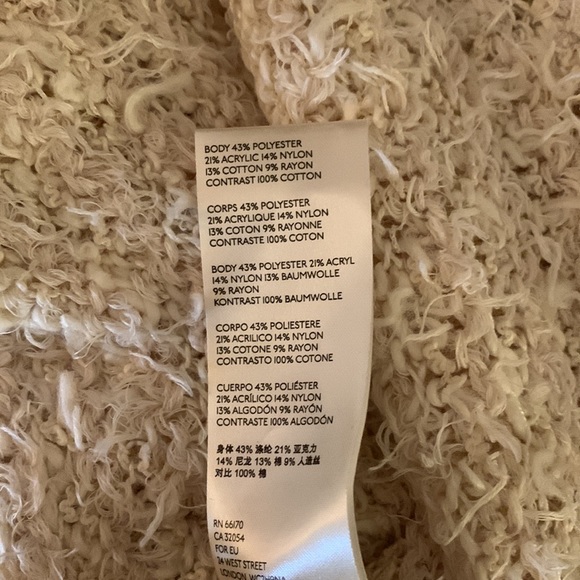 BODY 43% POLYESTER
21% ACRYLIC 14% NYLON
13% COTTON 9% RAYON
CONTRAST 100% COTTON
CORPS 43% POLYESTER
21% ACRYLIQUE 14% NYLON
13% COTON 9% RAYONNE
CONTRASTE 100% COTON
BODY 43% POLYESTER 21% ACRYL
14% NYLON 13% BAUMWOLLE
9% RAYON
KONTRAST 100% BAUMWOLLE
CORPO 43% POLIESTERE
21% ACRILICO 14% NYLON
13% COTONE 9% RAYON
CONTRASTO 100% COTONE
CUERPO 43% POLIÉSTER
21% ACRÍLICO 14% NYLON
13% ALGODÓN 9% RAYÓN
CONTRASTE 100% ALGODÓN
身体 43% 涤纶 21% 亚克力
14% 尼龙 13% 棉 9% 人造丝
对比 100% 棉
RN 66170
CA 32054
FOR EU
24 WEST STREET
LONDON,